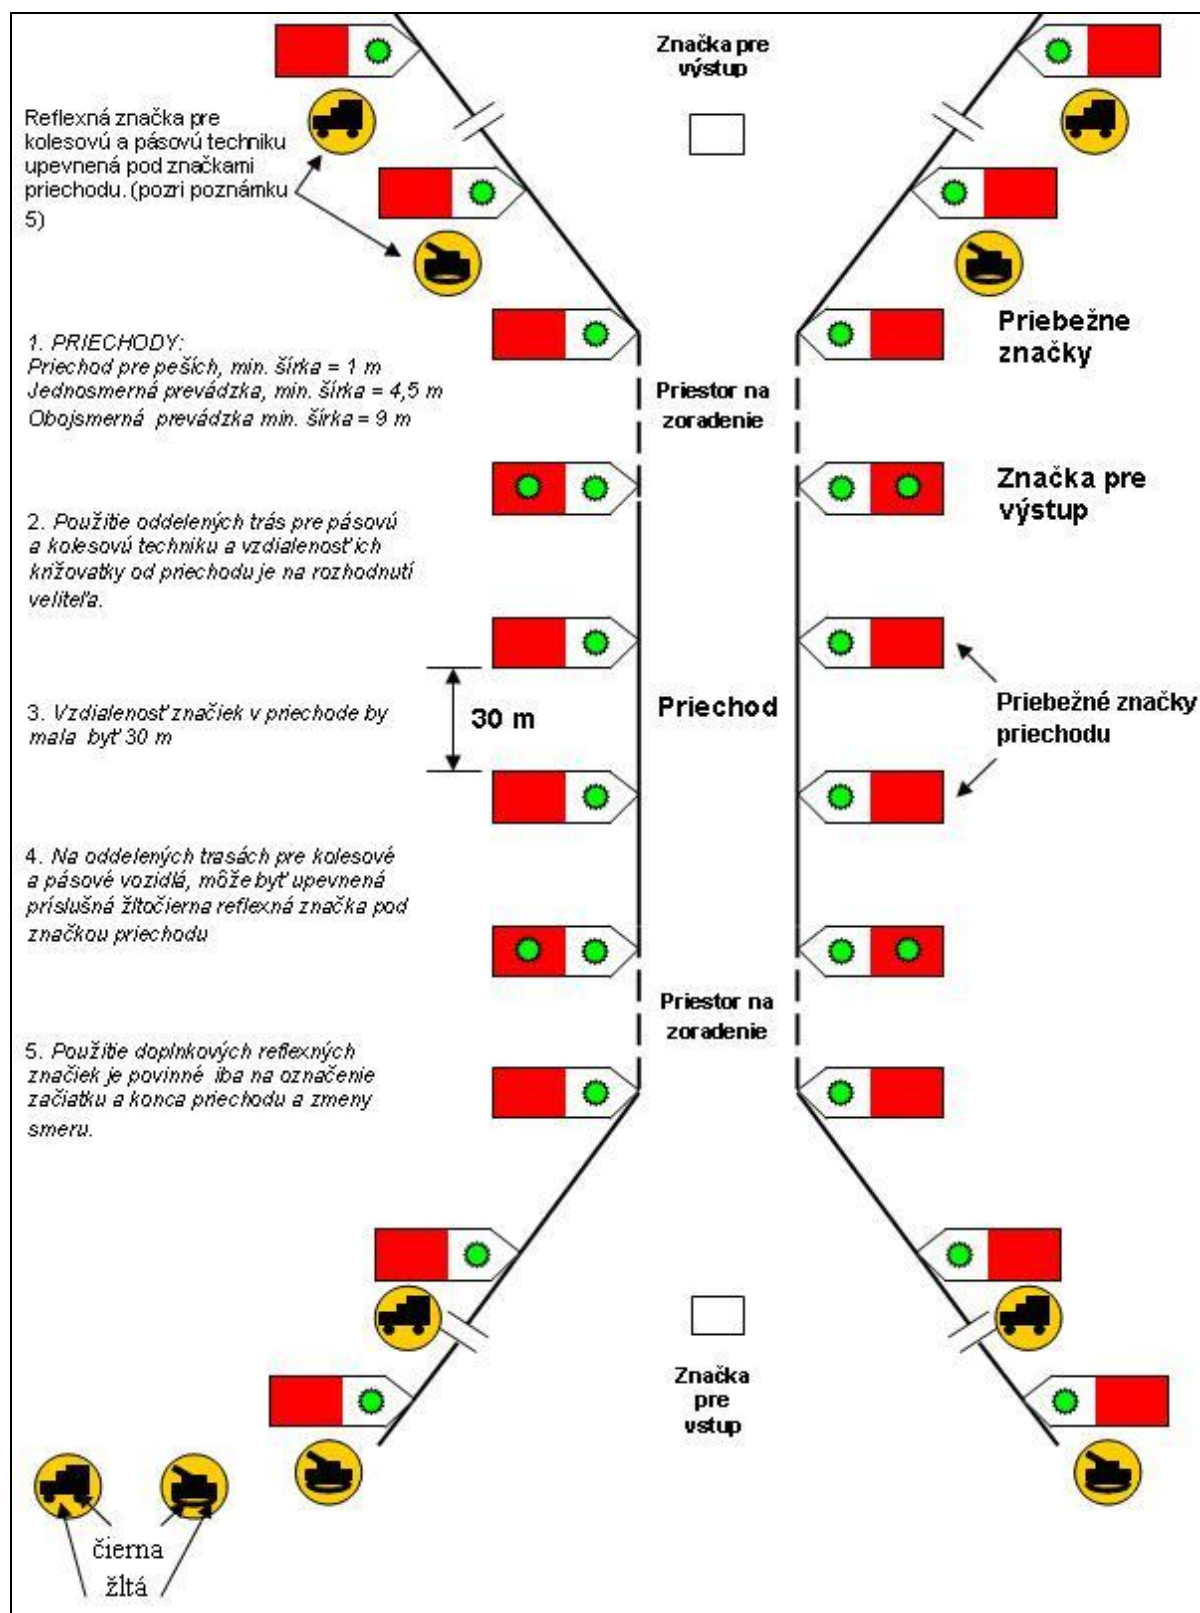 Značka pre
výstup
Reflexná značka pre
kolesovú a pásovú techniku
upevnená pod značkami
priechodu. (pozri poznámku
5)
1. PRIECHODY:
Priechod pre peších, min. šírka = 1 m
Jednosmerná prevádzka, min. šírka = 4,5 m
Obojsmerná prevádzka min. šírka = 9 m
Priebežne
značky
Priestor na
zoradenie
Značka pre
výstup
2. Použitie oddelených trás pre pásovú
a kolesovú techniku a vzdialenosť ich
križovatky od priechodu je na rozhodnutí
veliteľa.
3. Vzdialenosť značiek v priechode by
mala byť 30 m
30 m
Priechod
Priebežné značky
priechodu
4. Na oddelených trasách pre kolesové
a pásové vozidlá, môže byť upevnená
príslušná žltočierna reflexná značka pod
značkou priechodu
Priestor na
zoradenie
5. Použitie doplnkových reflexných
značiek je povinné iba na označenie
začiatku a konca priechodu a zmeny
smeru.
Značka
pre
vstup
čierna
žltá